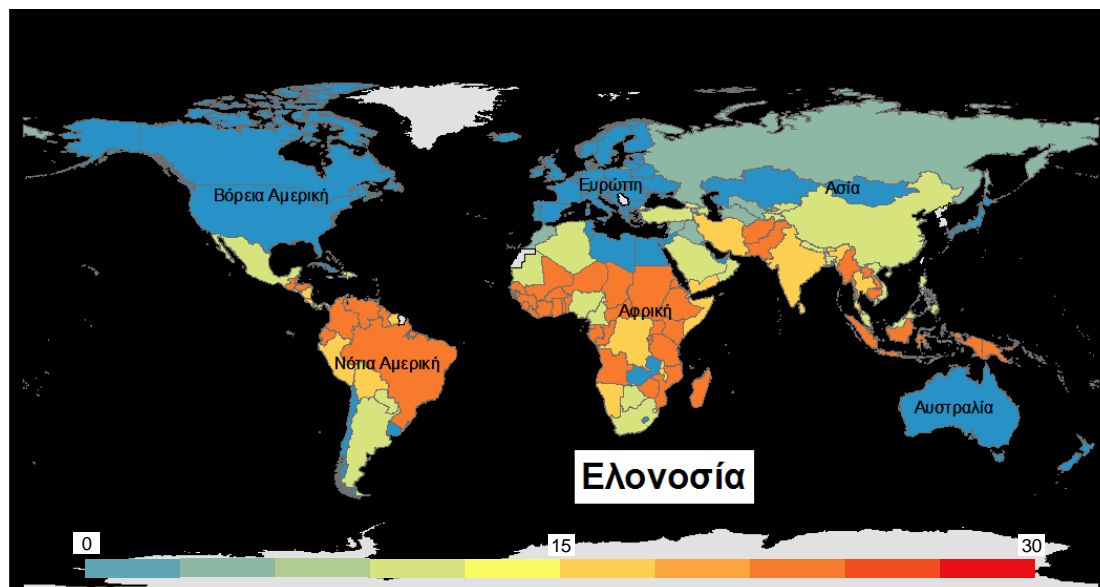 Βόρεια Αμερική
Ευρώπη
Ασία
Αφρική
Νότια Αμερική
Αυστραλία
Ελονοσία
0 15 30